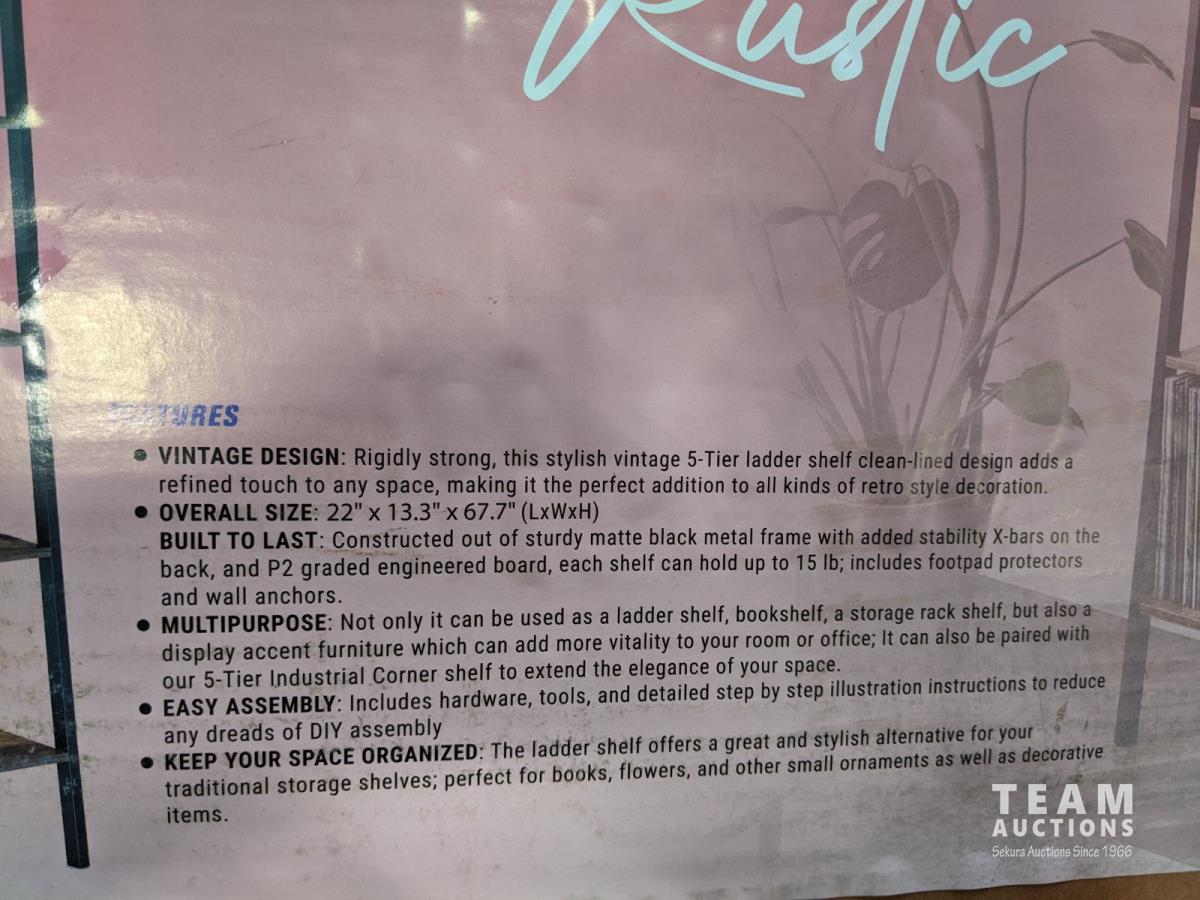 Rustic
FEATURES
● VINTAGE DESIGN: Rigidly strong, this stylish vintage 5-Tier ladder shelf clean-lined design adds a
refined touch to any space, making it the perfect addition to all kinds of retro style decoration.
● OVERALL SIZE: 22" x 13.3" x 67.7" (LxWxH)
BUILT TO LAST: Constructed out of sturdy matte black metal frame with added stability X-bars on the
back, and P2 graded engineered board, each shelf can hold up to 15 lb; includes footpad protectors
and wall anchors.
● MULTIPURPOSE: Not only it can be used as a ladder shelf, bookshelf, a storage rack shelf, but also a
display accent furniture which can add more vitality to your room or office; It can also be paired with
our 5-Tier Industrial Corner shelf to extend the elegance of your space.
● EASY ASSEMBLY: Includes hardware, tools, and detailed step by step illustration instructions to reduce
any dreads of DIY assembly
● KEEP YOUR SPACE ORGANIZED: The ladder shelf offers a great and stylish alternative for your
traditional storage shelves; perfect for books, flowers, and other small ornaments as well as decorative
items.
TEAM
AUCTIONS
Sekura Auctions Since 1966